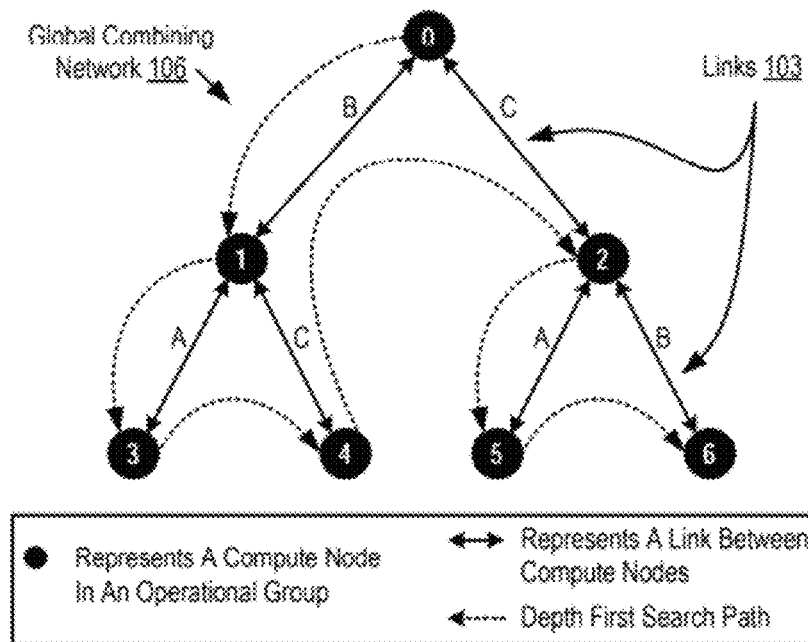 Global Combining
Network 106
Links 103
0
B
C
1
2
A
C
A
B
3
4
5
6
Represents A Compute Node
In An Operational Group
Represents A Link Between
Compute Nodes
Depth First Search Path